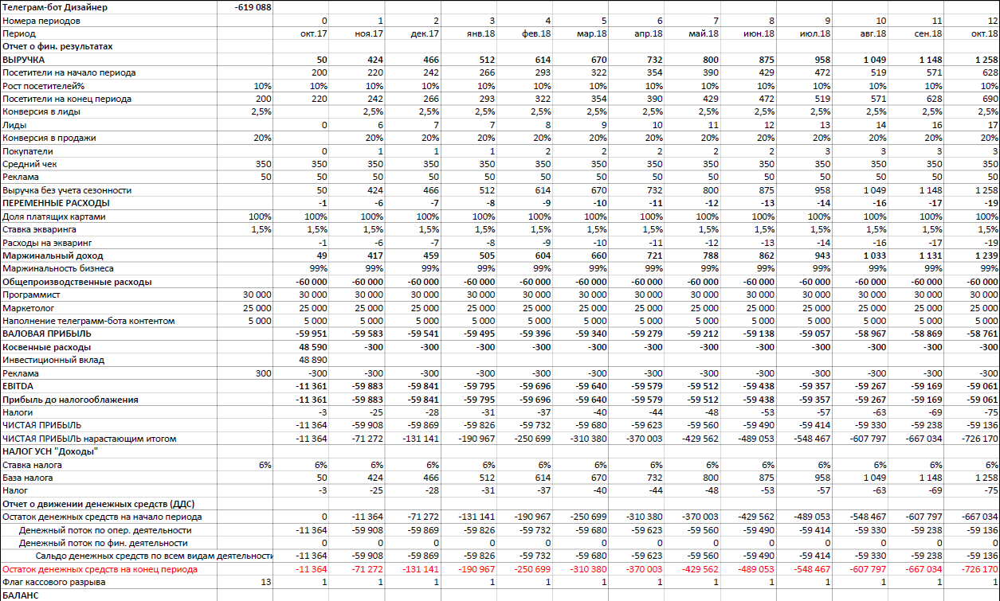 Телеграм-бот Дизайнер -619 088
Номера периодов 0 1 2 3 4 5 6 7 8 9 10 11 12
Период окт.17 ноя.17 дек.17 янв.18 фев.18 мар.18 апр.18 май.18 июн.18 июл.18 авг.18 сен.18 окт.18
Отчет о фин. результатах
ВЫРУЧКА 50 424 466 512 614 670 732 800 875 958 1 049 1 148 1 258
Посетители на начало периода 200 220 242 266 293 322 354 390 429 472 519 571 628
Рост посетителей% 10% 10% 10% 10% 10% 10% 10% 10% 10% 10% 10% 10% 10% 10%
Посетители на конец периода 200 220 242 266 293 322 354 390 429 472 519 571 628 690
Конверсия в лиды 2,5% 2,5% 2,5% 2,5% 2,5% 2,5% 2,5% 2,5% 2,5% 2,5% 2,5% 2,5% 2,5%
Лиды 0 6 7 7 8 9 10 11 12 13 14 16 17
Конверсия в продажи 20% 20% 20% 20% 20% 20% 20% 20% 20% 20% 20% 20% 20%
Покупатели 0 1 1 1 2 2 2 2 2 3 3 3 3
Средний чек 350 350 350 350 350 350 350 350 350 350 350 350 350 350
Реклама 50 50 50 50 50 50 50 50 50 50 50 50 50 50
Выручка без учета сезонности 50 424 466 512 614 670 732 800 875 958 1 049 1 148 1 258
ПЕРЕМЕННЫЕ РАСХОДЫ -1 -6 -7 -8 -9 -10 -11 -12 -13 -14 -16 -17 -19
Доля платящих картами 100% 100% 100% 100% 100% 100% 100% 100% 100% 100% 100% 100% 100% 100%
Ставка экваринга 1,5% 1,5% 1,5% 1,5% 1,5% 1,5% 1,5% 1,5% 1,5% 1,5% 1,5% 1,5% 1,5% 1,5%
Расходы на экваринг -1 -6 -7 -8 -9 -10 -11 -12 -13 -14 -16 -17 -19
Маржинальный доход 49 417 459 505 604 660 721 788 862 943 1 033 1 131 1 239
Маржинальность бизнеса 99% 99% 99% 99% 99% 99% 99% 99% 99% 99% 99% 99% 99%
Общепроизводственные расходы -60 000 -60 000 -60 000 -60 000 -60 000 -60 000 -60 000 -60 000 -60 000 -60 000 -60 000 -60 000 -60 000
Программист 30 000 30 000 30 000 30 000 30 000 30 000 30 000 30 000 30 000 30 000 30 000 30 000 30 000 30 000
Маркетолог 25 000 25 000 25 000 25 000 25 000 25 000 25 000 25 000 25 000 25 000 25 000 25 000 25 000 25 000
Наполнение телеграмм-бота контентом 5 000 5 000 5 000 5 000 5 000 5 000 5 000 5 000 5 000 5 000 5 000 5 000 5 000 5 000
ВАЛОВАЯ ПРИБЫЛЬ -59 951 -59 583 -59 541 -59 495 -59 396 -59 340 -59 279 -59 212 -59 138 -59 057 -58 967 -58 869 -58 761
Косвенные расходы 48 590 -300 -300 -300 -300 -300 -300 -300 -300 -300 -300 -300 -300
Инвестиционный вклад 48 890
Реклама 300 -300 -300 -300 -300 -300 -300 -300 -300 -300 -300 -300 -300 -300
EBITDA -11 361 -59 883 -59 841 -59 795 -59 696 -59 640 -59 579 -59 512 -59 438 -59 357 -59 267 -59 169 -59 061
Прибыль до налогооблажения -11 361 -59 883 -59 841 -59 795 -59 696 -59 640 -59 579 -59 512 -59 438 -59 357 -59 267 -59 169 -59 061
Налоги -3 -25 -28 -31 -37 -40 -44 -48 -53 -57 -63 -69 -75
ЧИСТАЯ ПРИБЫЛЬ -11 364 -59 908 -59 869 -59 826 -59 732 -59 680 -59 623 -59 560 -59 490 -59 414 -59 330 -59 238 -59 136
ЧИСТАЯ ПРИБЫЛЬ нарастающим итогом -11 364 -71 272 -131 141 -190 967 -250 699 -310 380 -370 003 -429 562 -489 053 -548 467 -607 797 -667 034 -726 170
НАЛОГ УСН "Доходы"
Ставка налога 6% 6% 6% 6% 6% 6% 6% 6% 6% 6% 6% 6% 6% 6%
База налога 50 424 466 512 614 670 732 800 875 958 1 049 1 148 1 258
Налог -3 -25 -28 -31 -37 -40 -44 -48 -53 -57 -63 -69 -75
Отчет о движении денежных средств (ДДС)
Остаток денежных средств на начало периода 0 -11 364 -71 272 -131 141 -190 967 -250 699 -310 380 -370 003 -429 562 -489 053 -548 467 -607 797 -667 034
Денежный поток по опер. деятельности -11 364 -59 908 -59 869 -59 826 -59 732 -59 680 -59 623 -59 560 -59 490 -59 414 -59 330 -59 238 -59 136
Денежный поток по фин. деятельности 0 0 0 0 0 0 0 0 0 0 0 0 0
Сальдо денежных средств по всем видам деятельности -11 364 -59 908 -59 869 -59 826 -59 732 -59 680 -59 623 -59 560 -59 490 -59 414 -59 330 -59 238 -59 136
Остаток денежных средств на конец периода -11 364 -71 272 -131 141 -190 967 -250 699 -310 380 -370 003 -429 562 -489 053 -548 467 -607 797 -667 034 -726 170
Флаг кассового разрыва 13 1 1 1 1 1 1 1 1 1 1 1 1 1
БАЛАНС